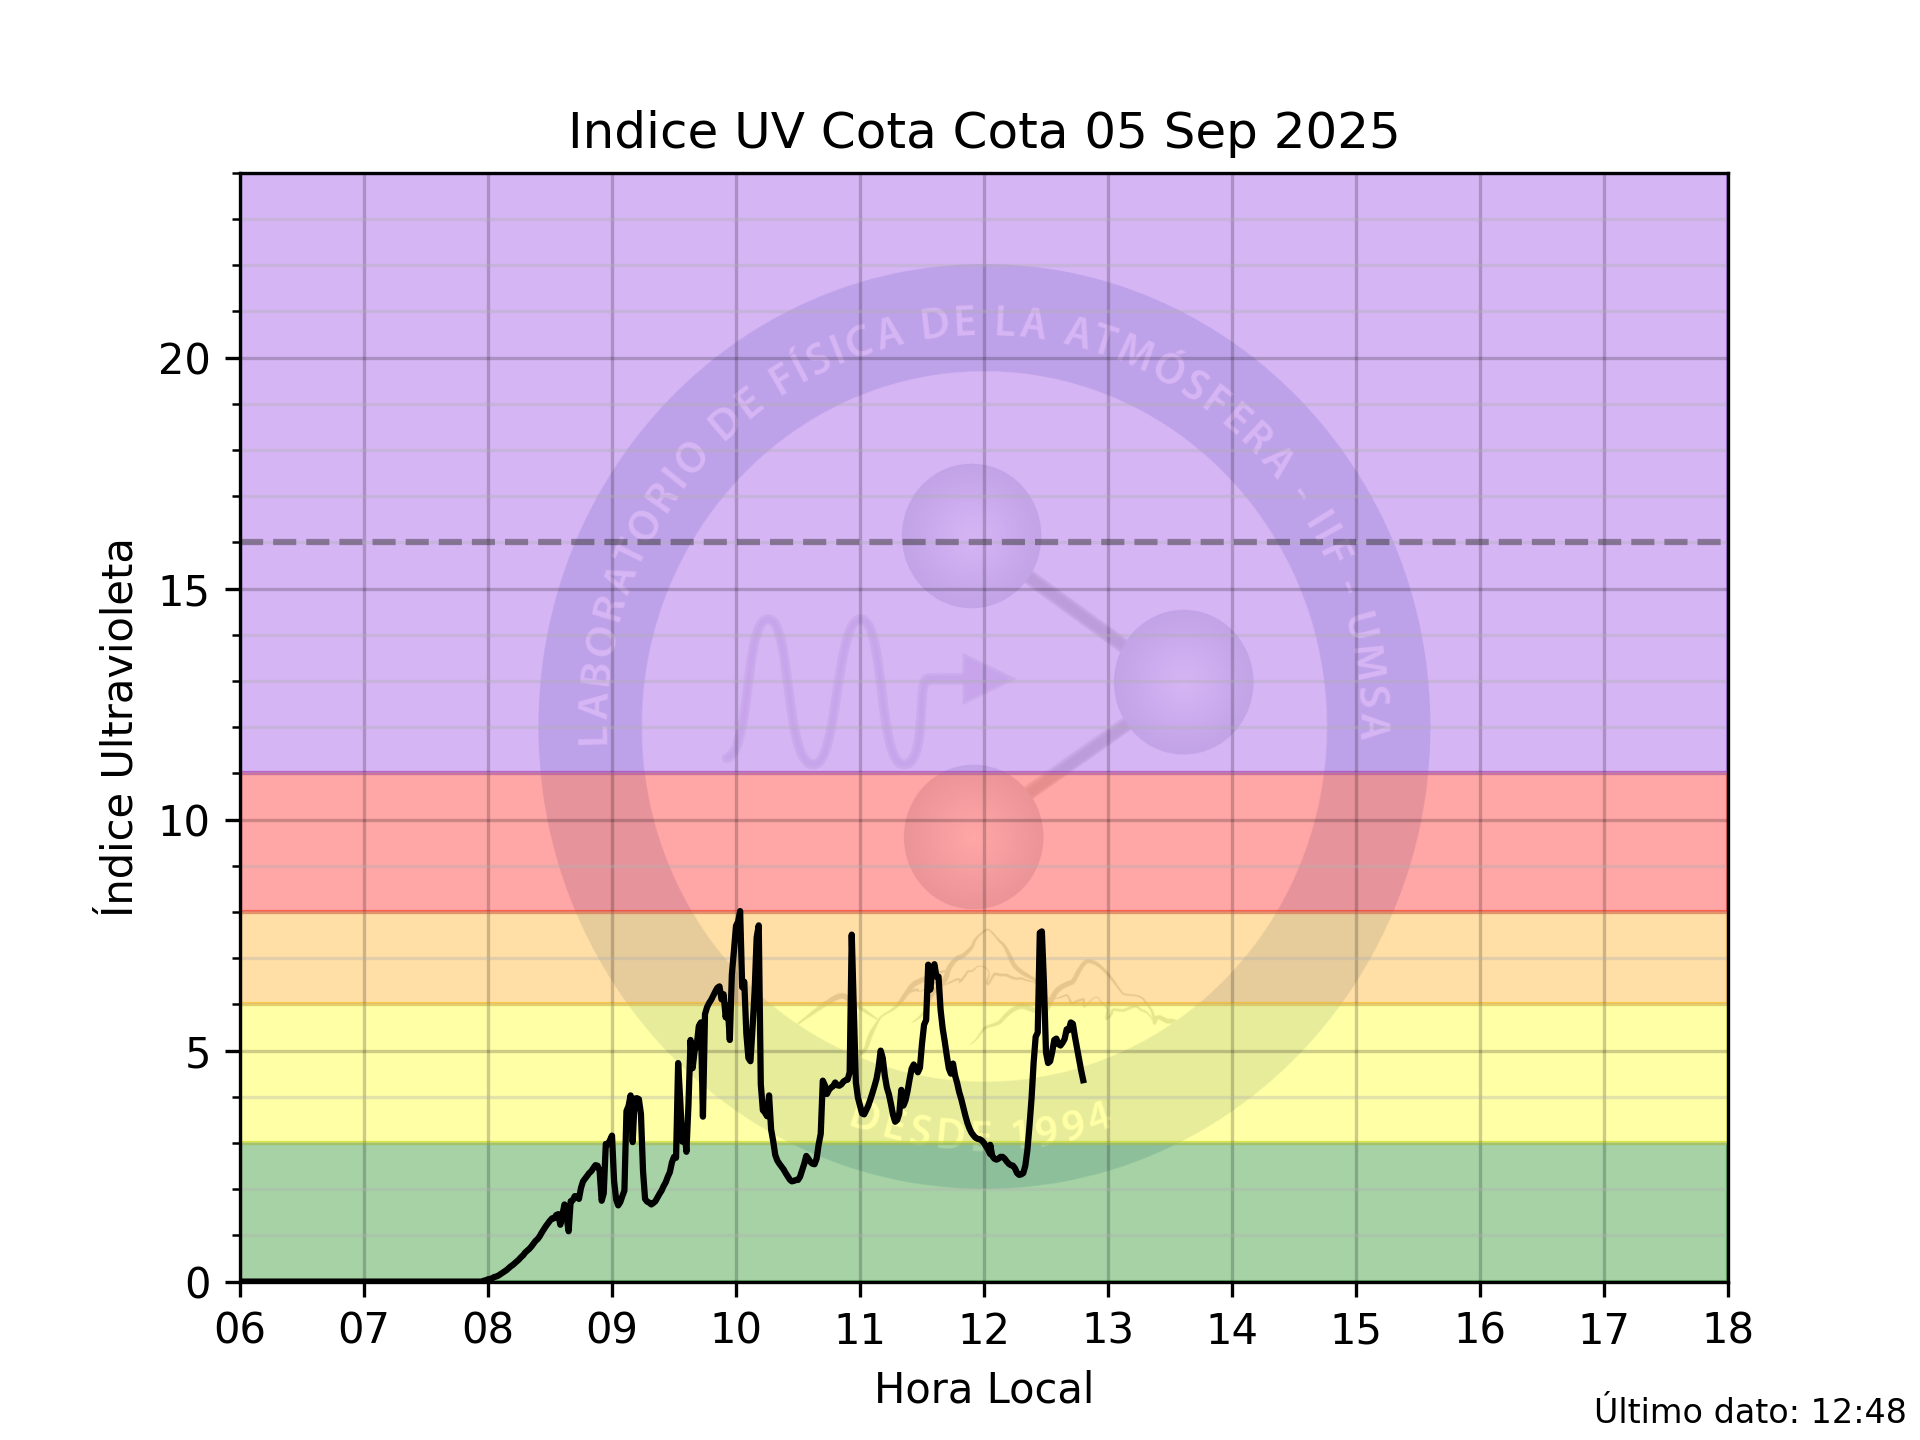 Indice UV Cota Cota 05 Sep 2025
LABORATORIO DE FÍSICA DE LA ATMÓSFERA - IIF - UMSA
DESDE 1994
Índice Ultravioleta
20
15
10
5
0
06 07 08 09 10 11 12 13 14 15 16 17 18
Hora Local
Último dato: 12:48